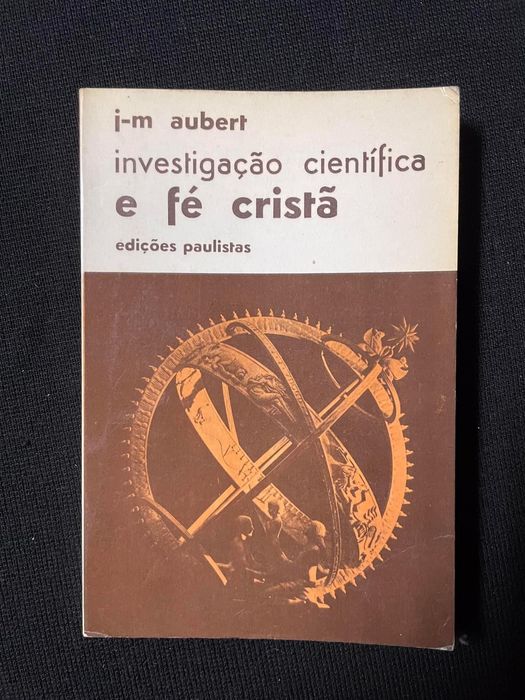 j-m aubert
investigação científica
e fé cristã
edições paulistas